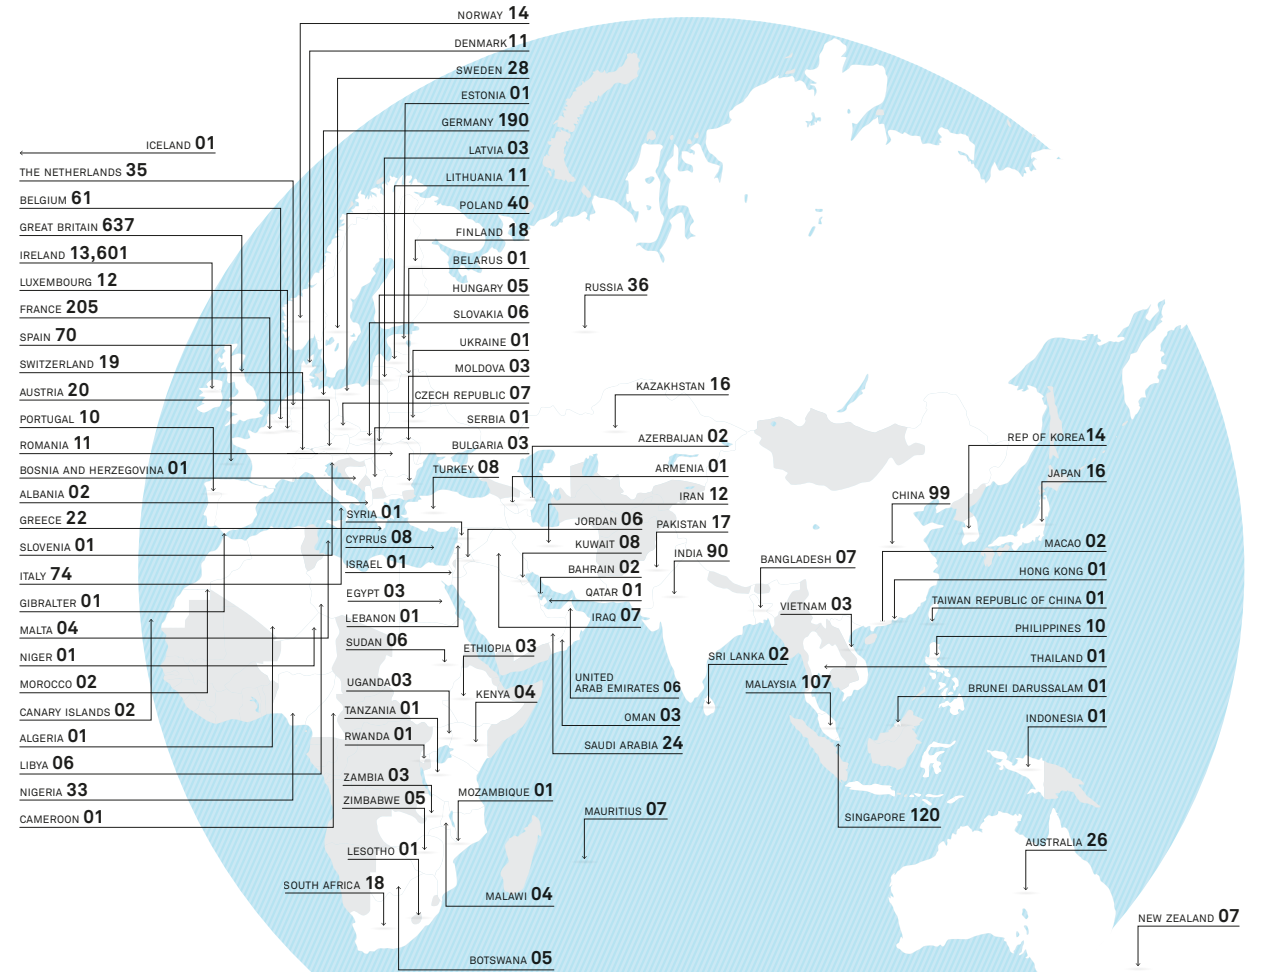 NORWAY 14
DENMARK 11
SWEDEN 28
ESTONIA 01
GERMANY 190
LATVIA 03
LITHUANIA 11
POLAND 40
FINLAND 18
BELARUS 01
HUNGARY 05
SLOVAKIA 06
UKRAINE 01
MOLDOVA 03
CZECH REPUBLIC 07
SERBIA 01
BULGARIA 03
TURKEY 08
ICELAND 01
THE NETHERLANDS 35
BELGIUM 61
GREAT BRITAIN 637
IRELAND 13,601
LUXEMBOURG 12
FRANCE 205
SPAIN 70
SWITZERLAND 19
AUSTRIA 20
PORTUGAL 10
ROMANIA 11
BOSNIA AND HERZEGOVINA 01
ALBANIA 02
GREECE 22
SLOVENIA 01
ITALY 74
GIBRALTER 01
MALTA 04
NIGER 01
MOROCCO 02
CANARY ISLANDS 02
ALGERIA 01
LIBYA 06
NIGERIA 33
CAMEROON 01
SYRIA 01
CYPRUS 08
ISRAEL 01
EGYPT 03
LEBANON 01
SUDAN 06
UGANDA 03
TANZANIA 01
RWANDA 01
ZAMBIA 03
ZIMBABWE 05
LESOTHO 01
SOUTH AFRICA 18
ETHIOPIA 03
KENYA 04
MOZAMBIQUE 01
MALAWI 04
BOTSWANA 05
RUSSIA 36
KAZAKHSTAN 16
AZERBAIJAN 02
ARMENIA 01
IRAN 12
JORDAN 06
PAKISTAN 17
KUWAIT 08
INDIA 90
BAHRAIN 02
QATAR 01
IRAQ 07
UNITED
ARAB EMIRATES 06
OMAN 03
SAUDI ARABIA 24
MAURITIUS 07
BANGLADESH 07
VIETNAM 03
SRI LANKA 02
MALAYSIA 107
REP OF KOREA 14
JAPAN 16
CHINA 99
MACAO 02
HONG KONG 01
TAIWAN REPUBLIC OF CHINA 01
PHILIPPINES 10
THAILAND 01
BRUNEI DARUSSALAM 01
INDONESIA 01
SINGAPORE 120
AUSTRALIA 26
NEW ZEALAND 07